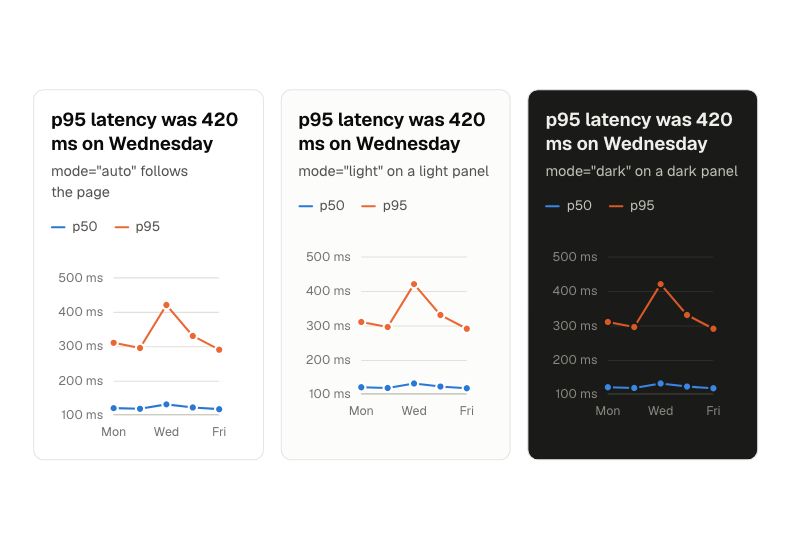 p95 latency was 420
ms on Wednesday
mode="auto" follows
the page
p50 p95
500 ms
400 ms
300 ms
200 ms
100 ms
Mon Wed Fri
p95 latency was 420
ms on Wednesday
mode="light" on a light panel
p50 p95
500 ms
400 ms
300 ms
200 ms
100 ms
Mon Wed Fri
p95 latency was 420
ms on Wednesday
mode="dark" on a dark panel
p50 p95
500 ms
400 ms
300 ms
200 ms
100 ms
Mon Wed Fri